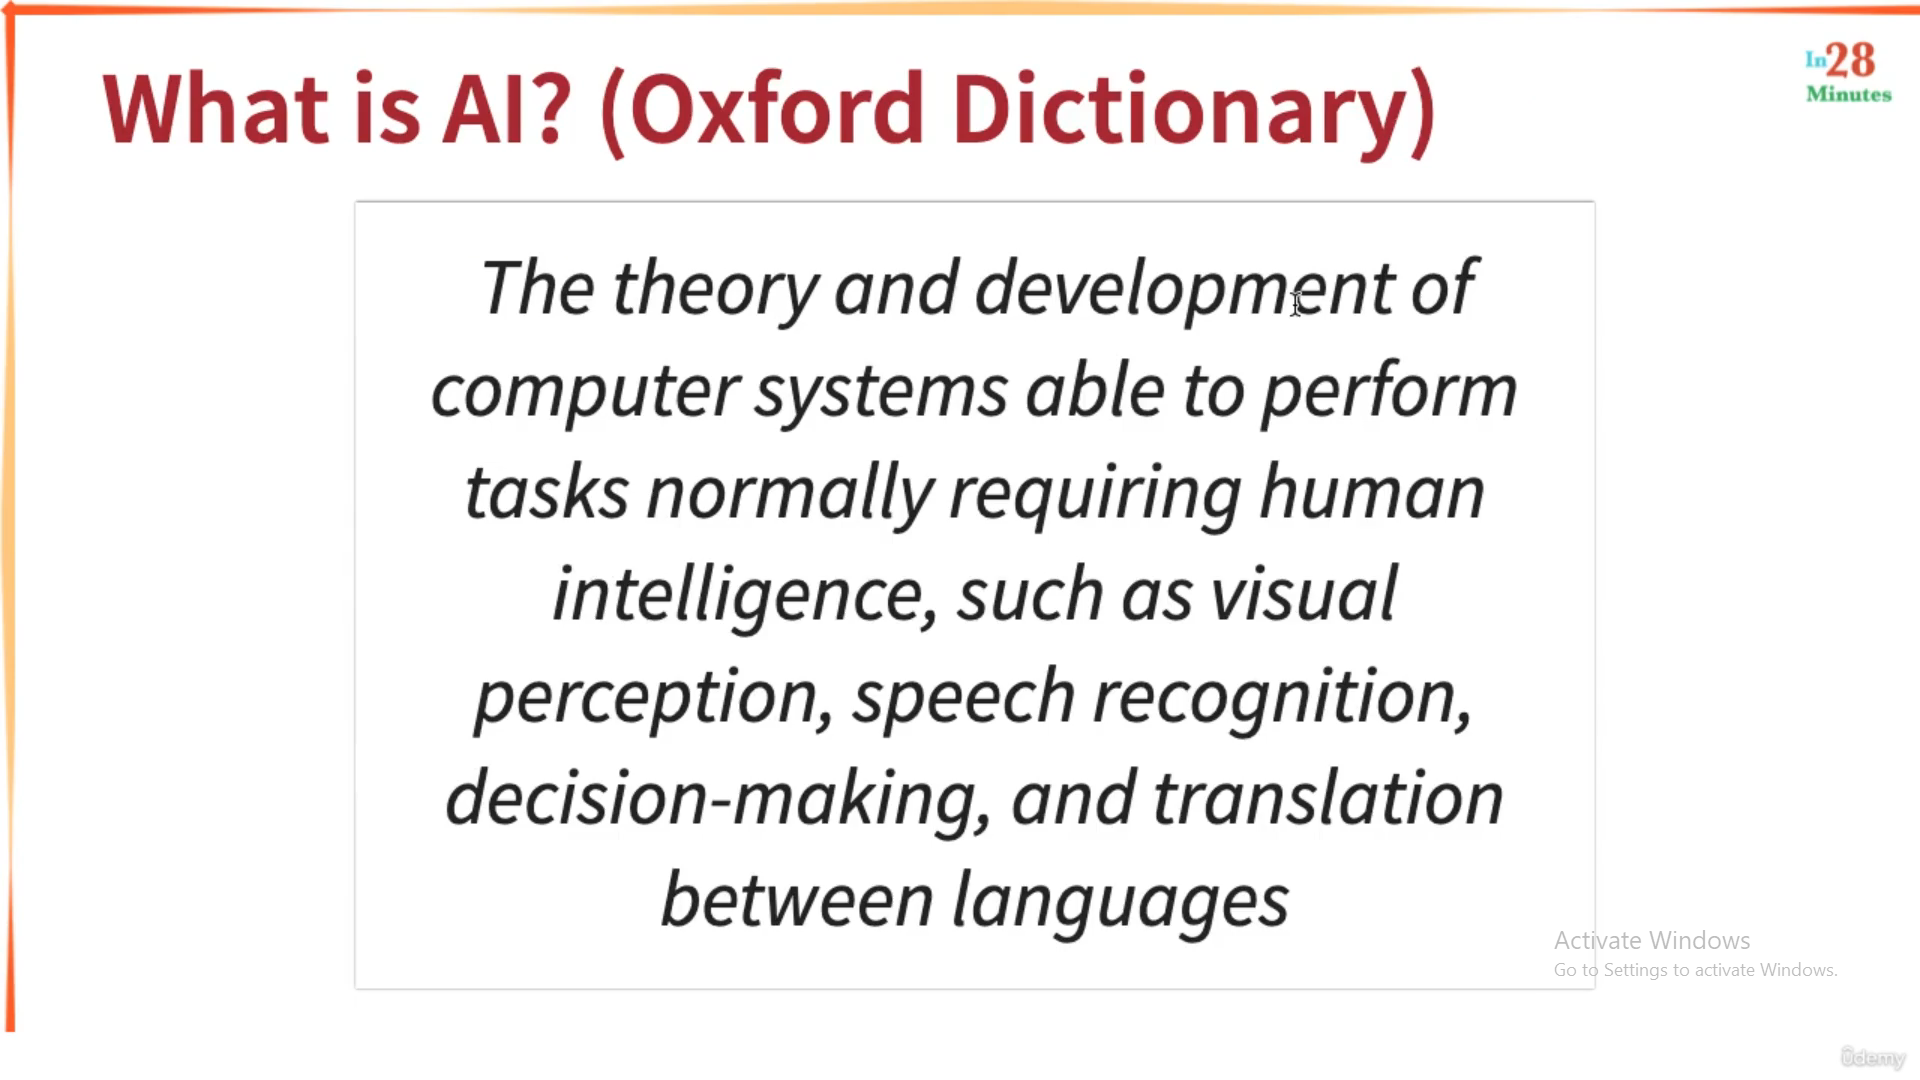 What is AI? (Oxford Dictionary)
In28
Minutes
The theory and development of
computer systems able to perform
tasks normally requiring human
intelligence, such as visual
perception, speech recognition,
decision-making, and translation
between languages
Activate Windows
Go to Settings to activate Windows.
ûdemy